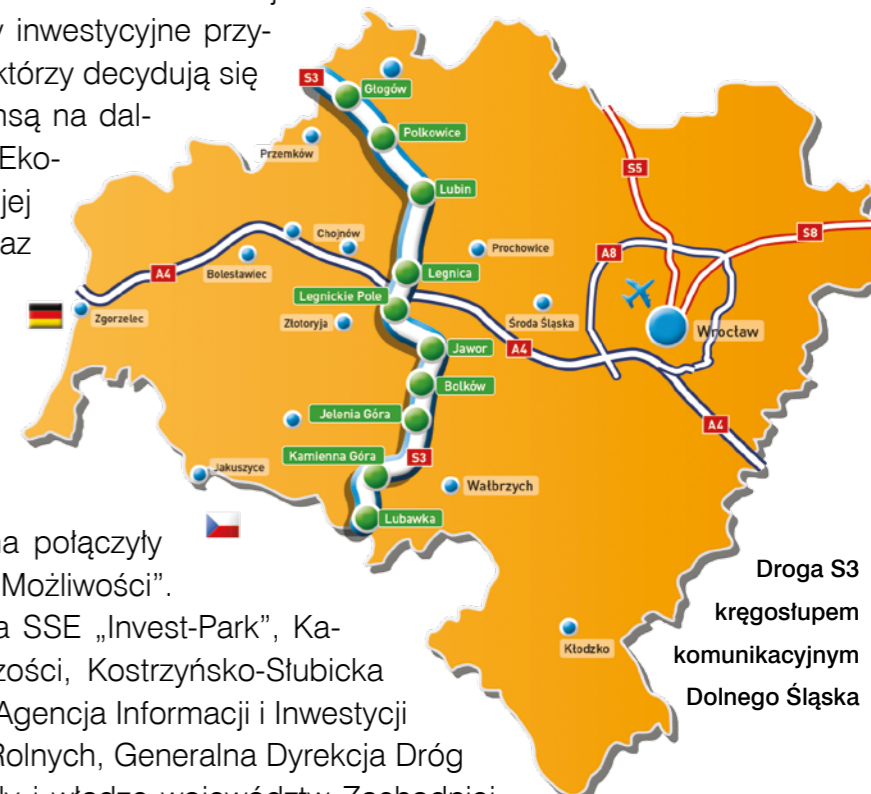 y inwestycyjne przy-
którzy decydują się
nsą na dal-
Eko-
jej
az
S3
Głogów
Polkowice
Przemków
Lubin
S5
S8
A8
Chojnów
Prochowice
A4
Bolesławiec
Legnica
Legnickie Pole
Zgorzelec
Złotoryja
Środa Śląska
Wrocław
Jawor
A4
Bolków
Jelenia Góra
A4
Kamienna Góra
S3
Jakuszyce
Wałbrzych
Lubawka
na połączyły
Możliwości”.
a SSE „Invest-Park”, Ka-
zości, Kostrzyńsko-Słubicka
Agencja Informacji i Inwestycji
Rolnych, Generalna Dyrekcja Dróg
i władze województw Zachodniej
Kłodzko
Droga S3
kręgosłupem
komunikacyjnym
Dolnego Śląska